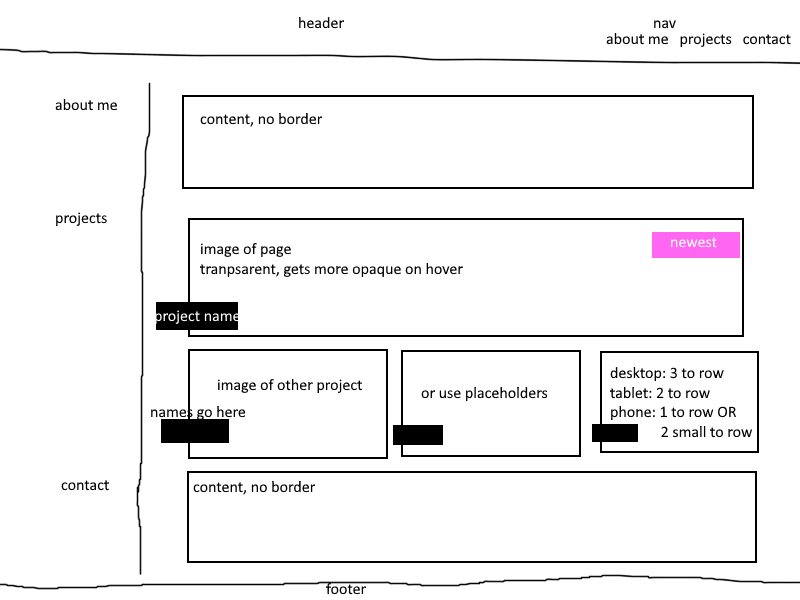 header
nav
about me projects contact
about me
content, no border
projects
newest
image of page
tranpsarent, gets more opaque on hover
project name
image of other project
names go here
or use placeholders
desktop: 3 to row
tablet: 2 to row
phone: 1 to row OR
2 small to row
contact
content, no border
footer